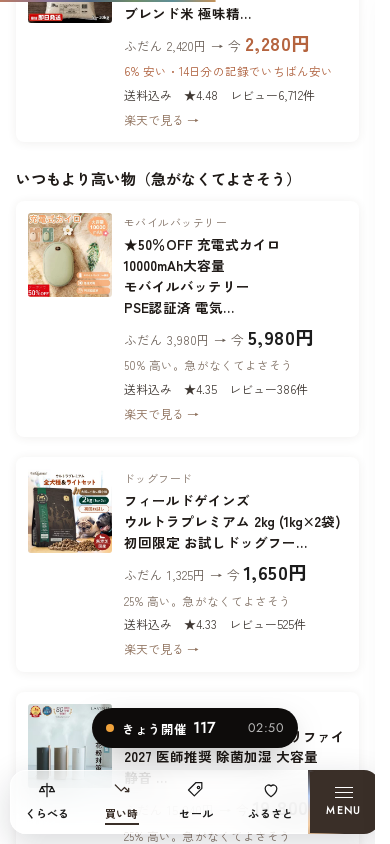 ブレンド米 極味精…
ふだん 2,420円 → 今 2,280円
6% 安い・14日分の記録でいちばん安い
送料込み ★4.48 レビュー6,712件
楽天で見る →
いつもより高い物（急がなくてよさそう）
モバイルバッテリー
★50％OFF 充電式カイロ
10000mAh大容量
モバイルバッテリー
PSE認証済 電気…
ふだん 3,980円 → 今 5,980円
50% 高い。急がなくてよさそう
送料込み ★4.35 レビュー386件
楽天で見る →
ドッグフード
フィールドゲインズ
ウルトラプレミアム 2kg (1kg×2袋)
初回限定 お試しドッグフー…
ふだん 1,325円 → 今 1,650円
25% 高い。急がなくてよさそう
送料込み ★4.33 レビュー525件
楽天で見る →
きょう開催 117 02:50
2027 医師推奨 除菌加湿 大容量
静音 …
くらべる
買い時
セール
ふるさと
MENU
25% 高い。急がなくてよさそう